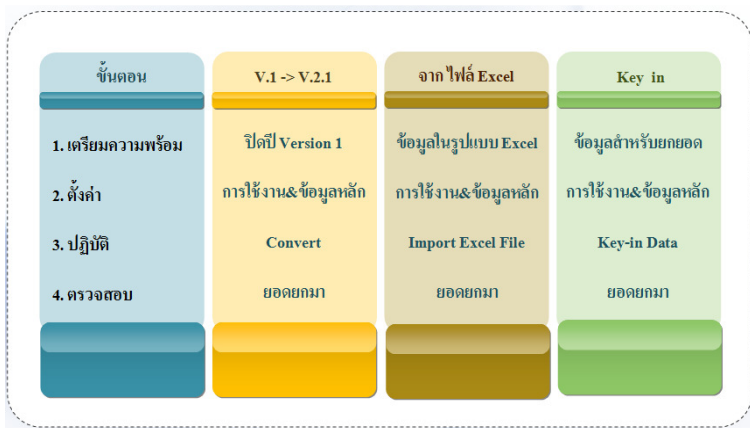 ขั้นตอน V.1 -> V.2.1 จาก ไฟล์ Excel Key in
1. เตรียมความพร้อม ปิดปี Version 1 ข้อมูลในรูปแบบ Excel ข้อมูลสำหรับยกยอด
2. ตั้งค่า การใช้งาน&ข้อมูลหลัก การใช้งาน&ข้อมูลหลัก การใช้งาน&ข้อมูลหลัก
3. ปฏิบัติ Convert Import Excel File Key-in Data
4. ตรวจสอบ ยอดยกมา ยอดยกมา ยอดยกมา